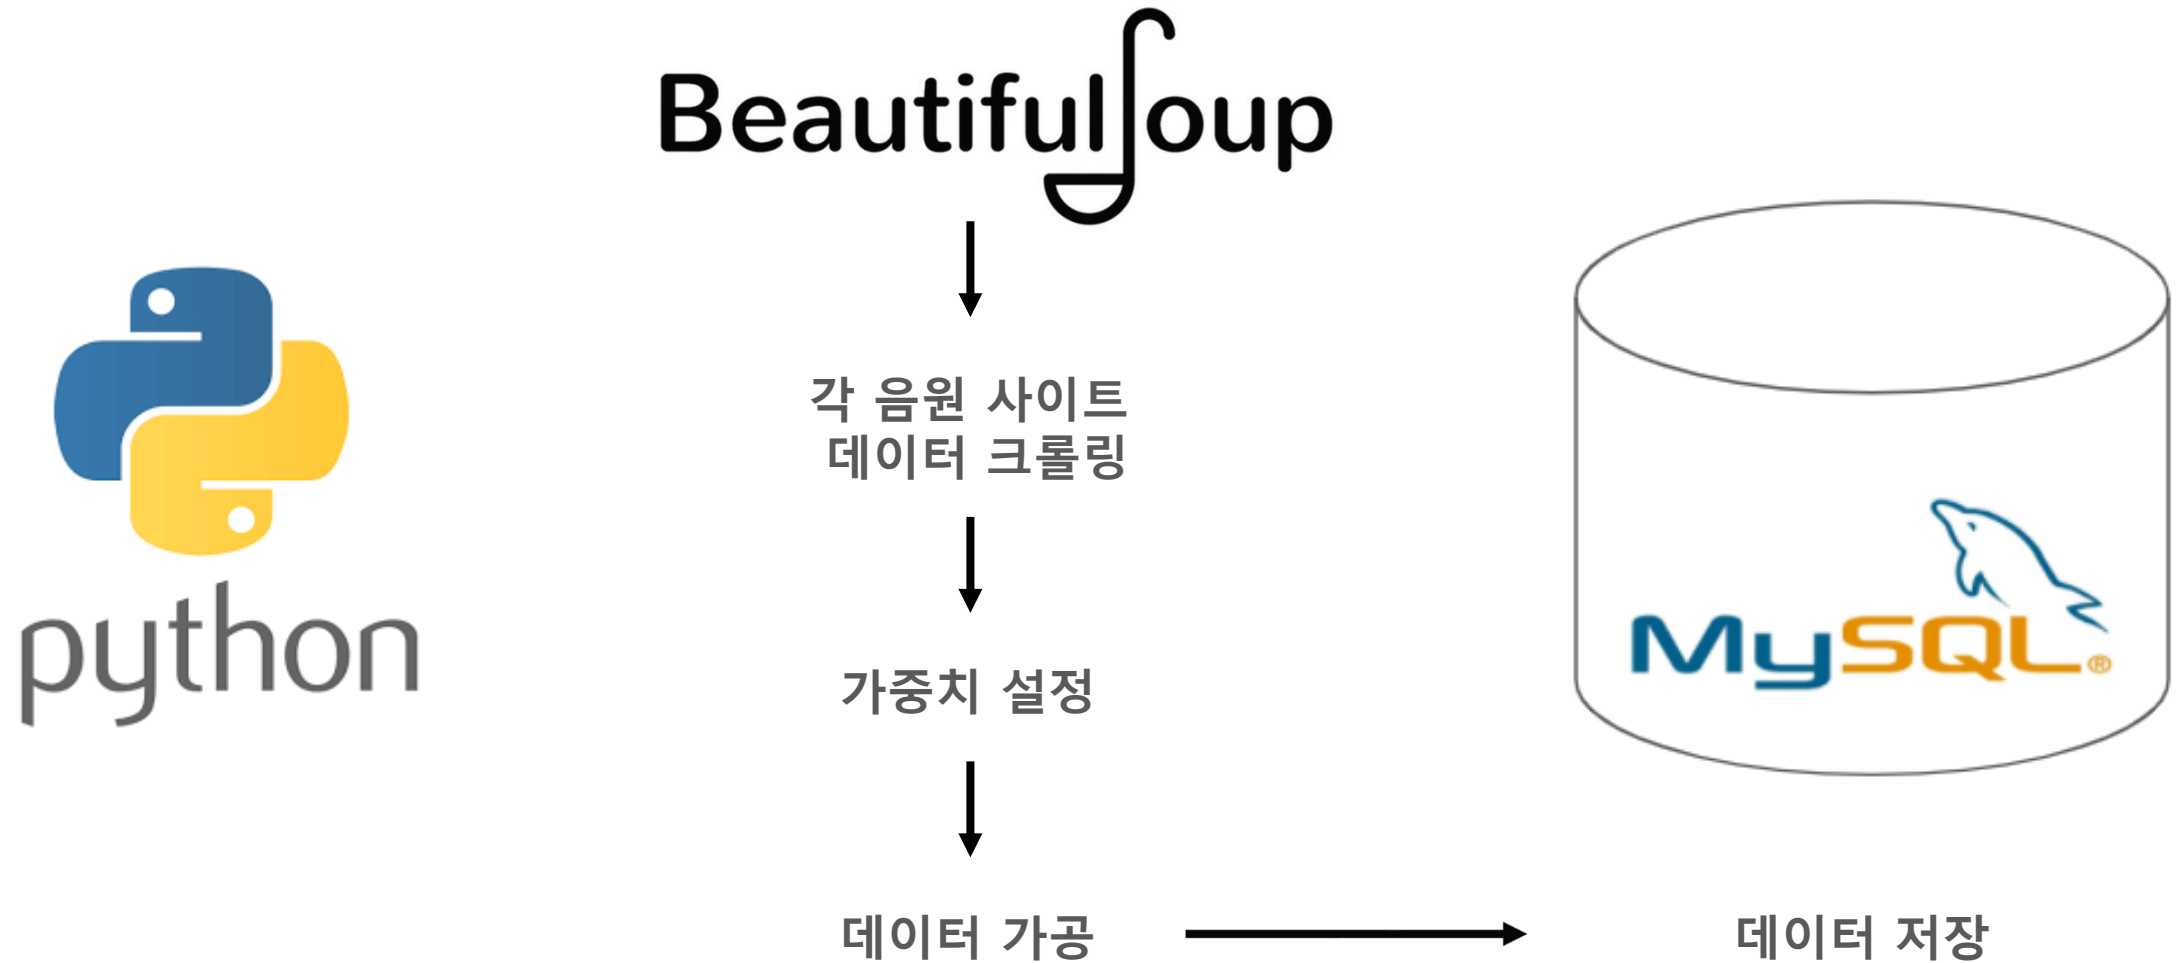 BeautifulSoup
python
각 음원 사이트
데이터 크롤링
MySQL®
가중치 설정
데이터 가공
데이터 저장